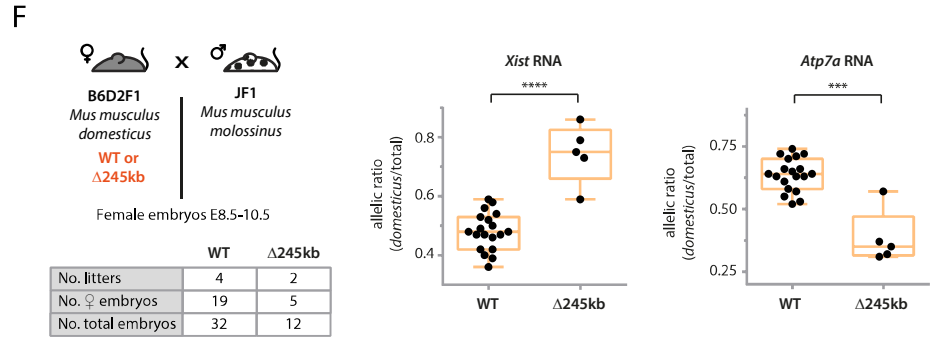 F
♀ x ♂
B6D2F1
Mus musculus
domesticus
WT or
Δ245kb
JF1
Mus musculus
molossinus
Female embryos E8.5-10.5
WT Δ245kb
No. litters 4 2
No. ♀ embryos 19 5
No. total embryos 32 12
Xist RNA
****
allelic ratio
(domesticus/total)
0.8
0.6
0.4
WT Δ245kb
Atp7a RNA
***
allelic ratio
(domesticus/total)
0.75
0.50
0.25
WT Δ245kb